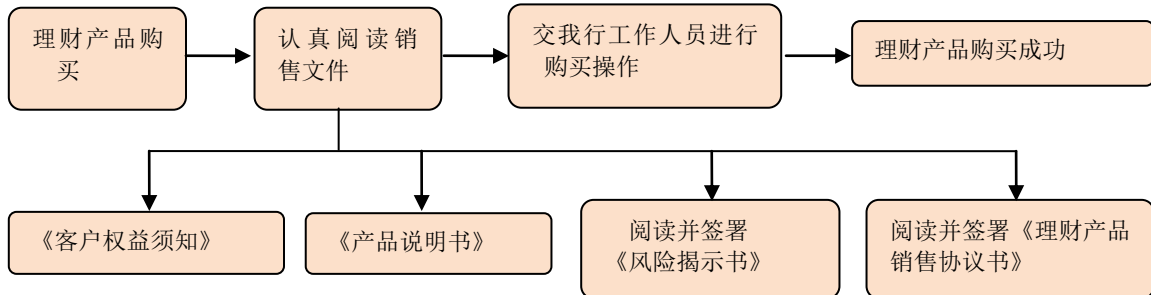 理财产品购
买
认真阅读销
售文件
交我行工作人员进行
购买操作
理财产品购买成功
《客户权益须知》
《产品说明书》
阅读并签署
《风险揭示书》
阅读并签署《理财产品
销售协议书》